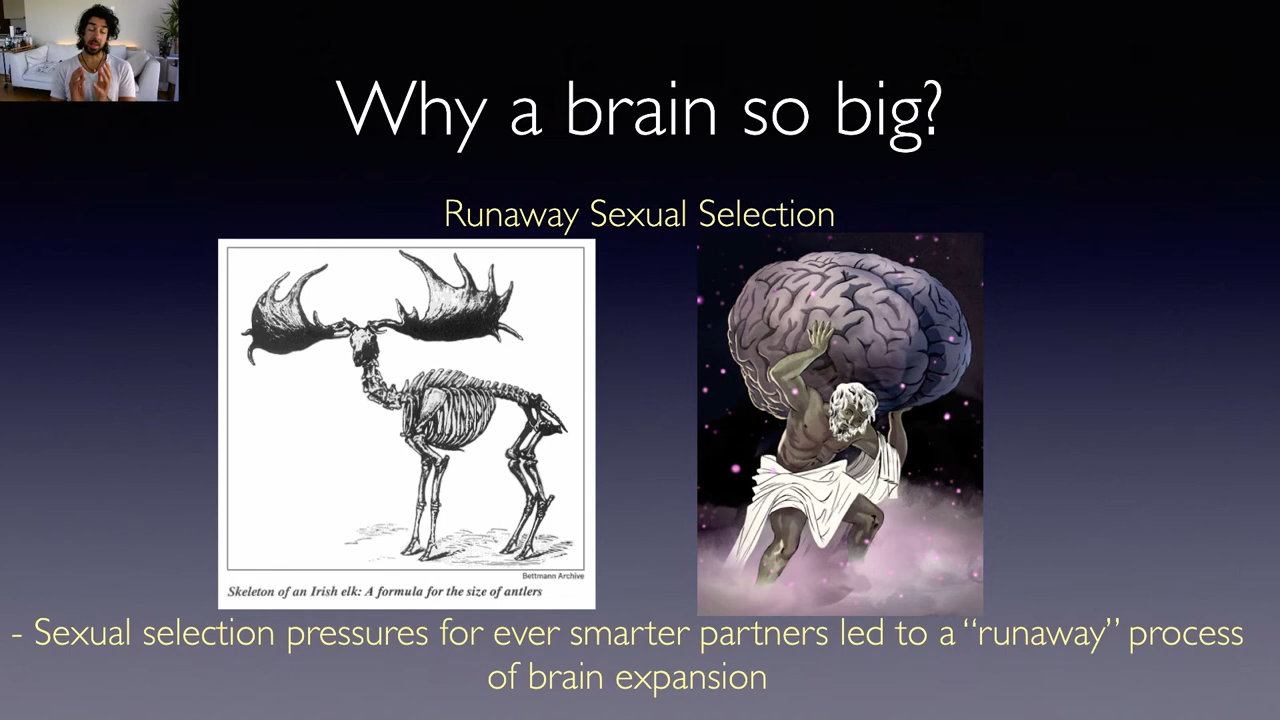 Why a brain so big?
Runaway Sexual Selection
Bettmann Archive
Skeleton of an Irish elk: A formula for the size of antlers
- Sexual selection pressures for ever smarter partners led to a “runaway” process
of brain expansion